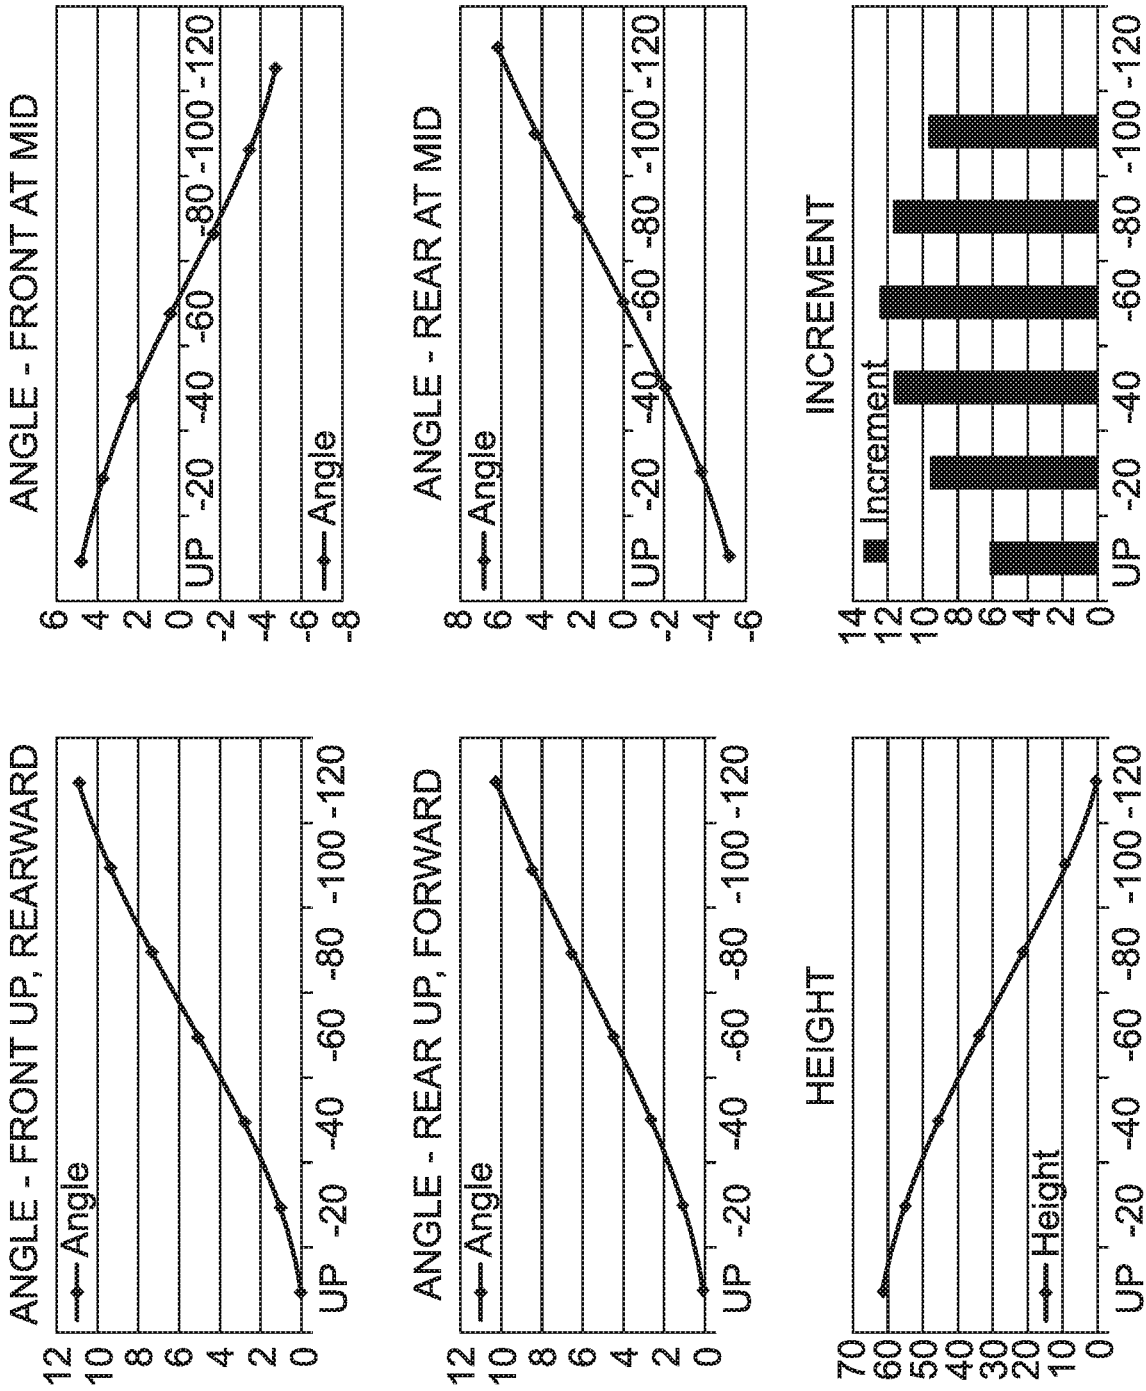 ANGLE - FRONT UP, REARWARD
Angle
12
10
8
6
4
2
0
UP -20 -40 -60 -80 -100 -120
ANGLE - FRONT AT MID
6
4
2
0
-2
-4
-6
-8
UP -20 -40 -60 -80 -100 -120
Angle
ANGLE - REAR UP, FORWARD
Angle
12
10
8
6
4
2
0
UP -20 -40 -60 -80 -100 -120
ANGLE - REAR AT MID
Angle
8
6
4
2
0
-2
-4
-6
UP -20 -40 -60 -80 -100 -120
HEIGHT
70
60
50
40
30
20
10
0
Height
UP -20 -40 -60 -80 -100 -120
INCREMENT
Increment
14
12
10
8
6
4
2
0
UP -20 -40 -60 -80 -100 -120